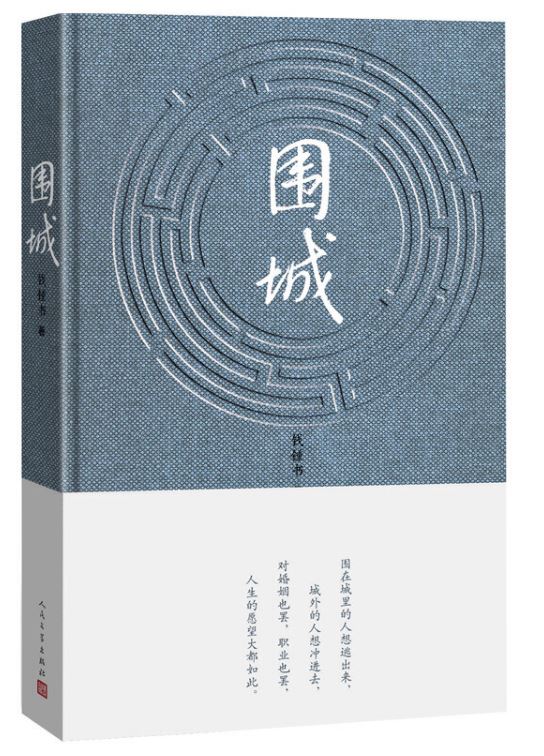 围城
钱锺书
围在城里的人想逃出来，
城外的人想冲进去，
对婚姻也罢，职业也罢，
人生的愿望大都如此。
围城
钱锺书 著
人民文学出版社